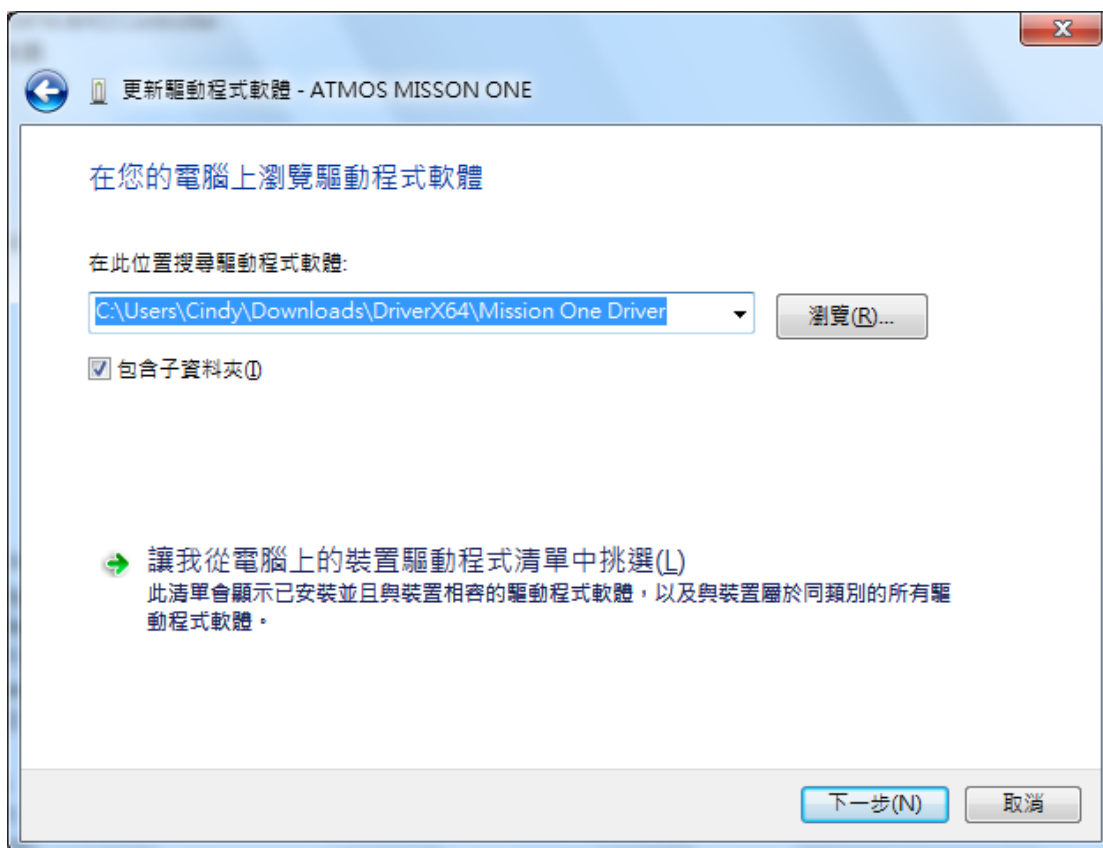 X
更新驅動程式軟體 - ATMOS MISSON ONE
在您的電腦上瀏覽驅動程式軟體
在此位置搜尋驅動程式軟體:
C:\Users\Cindy\Downloads\DriverX64\Mission One Driver
瀏覽(R)...
包含子資料夾(I)
讓我從電腦上的裝置驅動程式清單中挑選(L)
此清單會顯示已安裝並且與裝置相容的驅動程式軟體，以及與裝置屬於同類別的所有驅
動程式軟體。
下一步(N)
取消